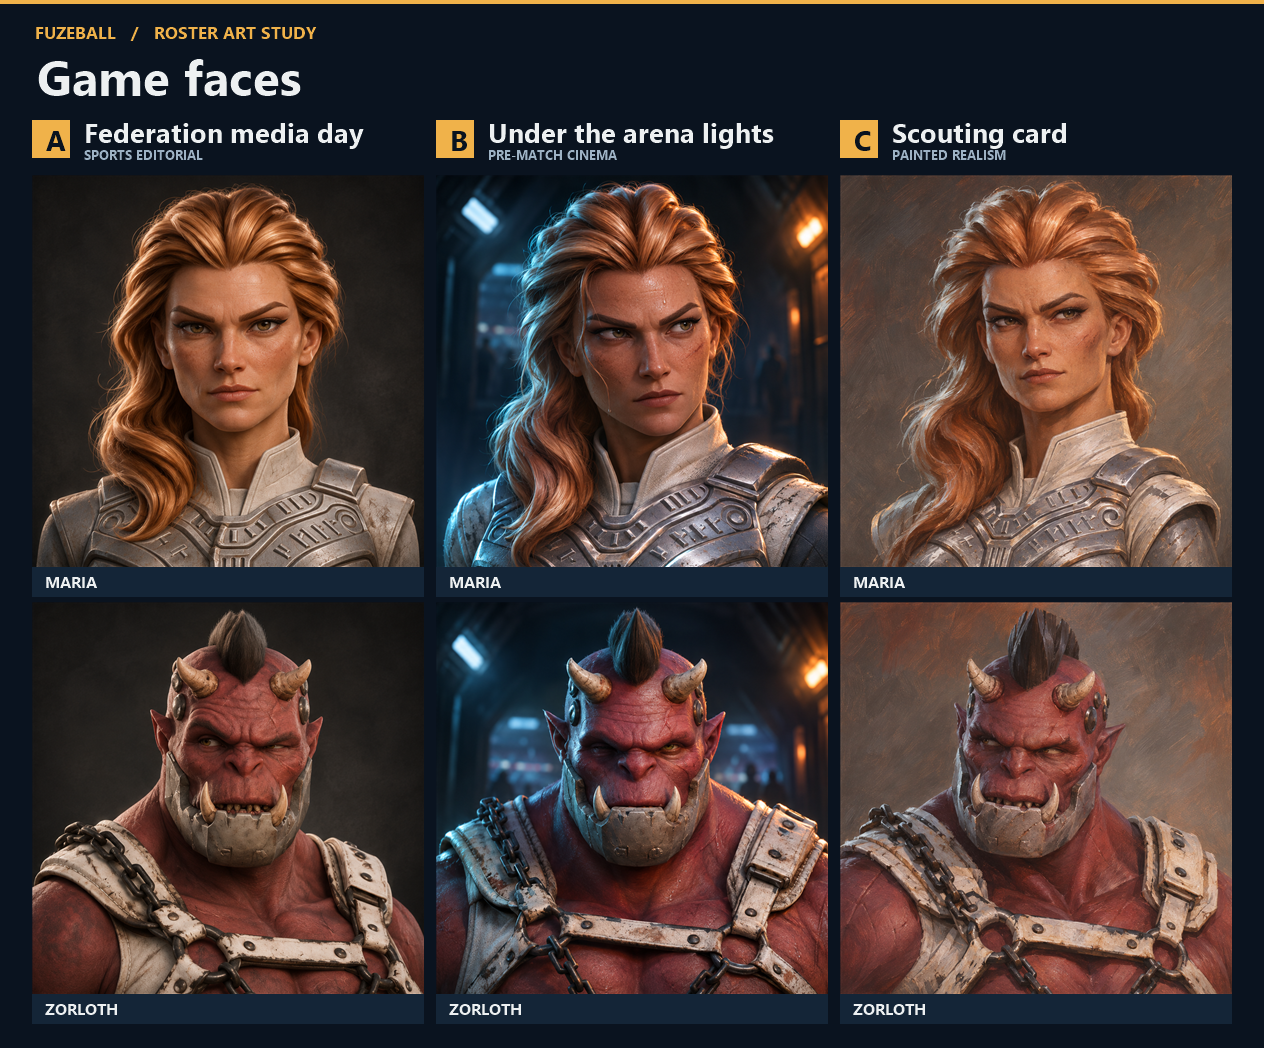 FUZEBALL / ROSTER ART STUDY
Game faces
A Federation media day
SPORTS EDITORIAL
B Under the arena lights
PRE-MATCH CINEMA
C Scouting card
PAINTED REALISM
MARIA
MARIA
MARIA
ZORLOTH
ZORLOTH
ZORLOTH